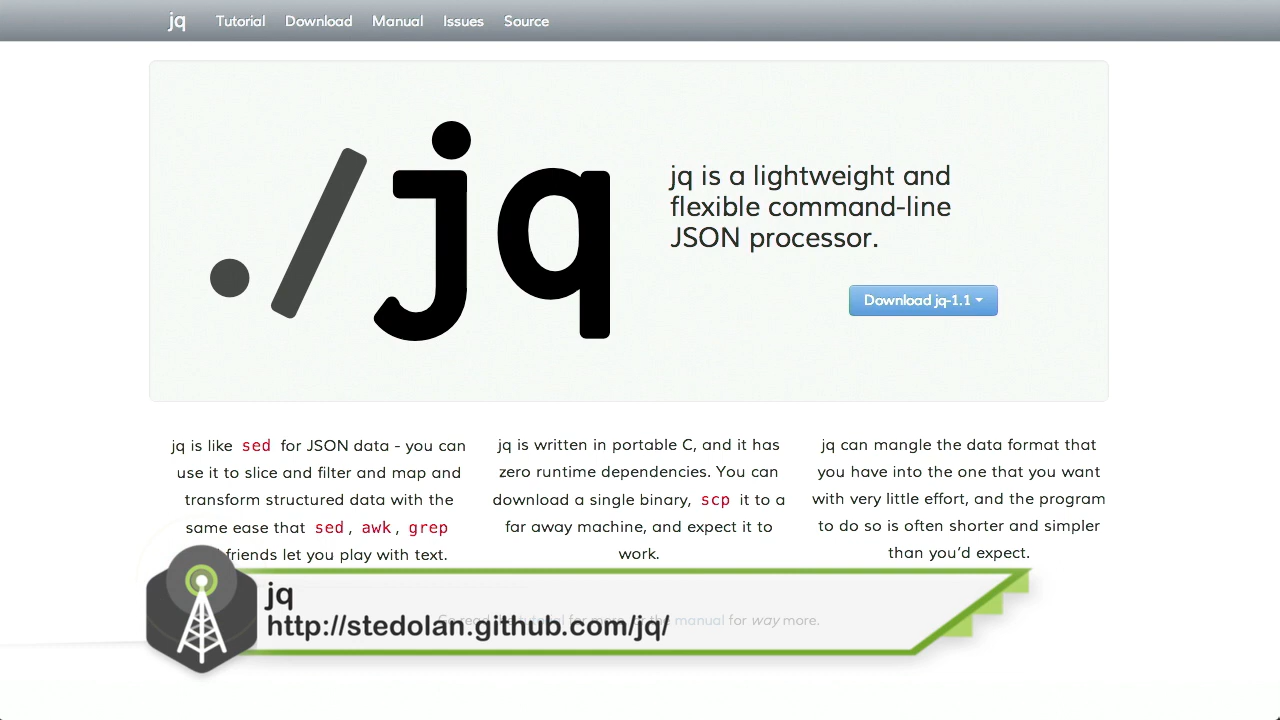 jq Tutorial Download Manual Issues Source
./jq
jq is a lightweight and
flexible command-line
JSON processor.
Download jq-1.1
jq is like sed for JSON data - you can
use it to slice and filter and map and
transform structured data with the
same ease that sed, awk, grep
friends let you play with text.
jq is written in portable C, and it has
zero runtime dependencies. You can
download a single binary, scp it to a
far away machine, and expect it to
work.
jq can mangle the data format that
you have into the one that you want
with very little effort, and the program
to do so is often shorter and simpler
than you'd expect.
manual for way more.
jq
http://stedolan.github.com/jq/